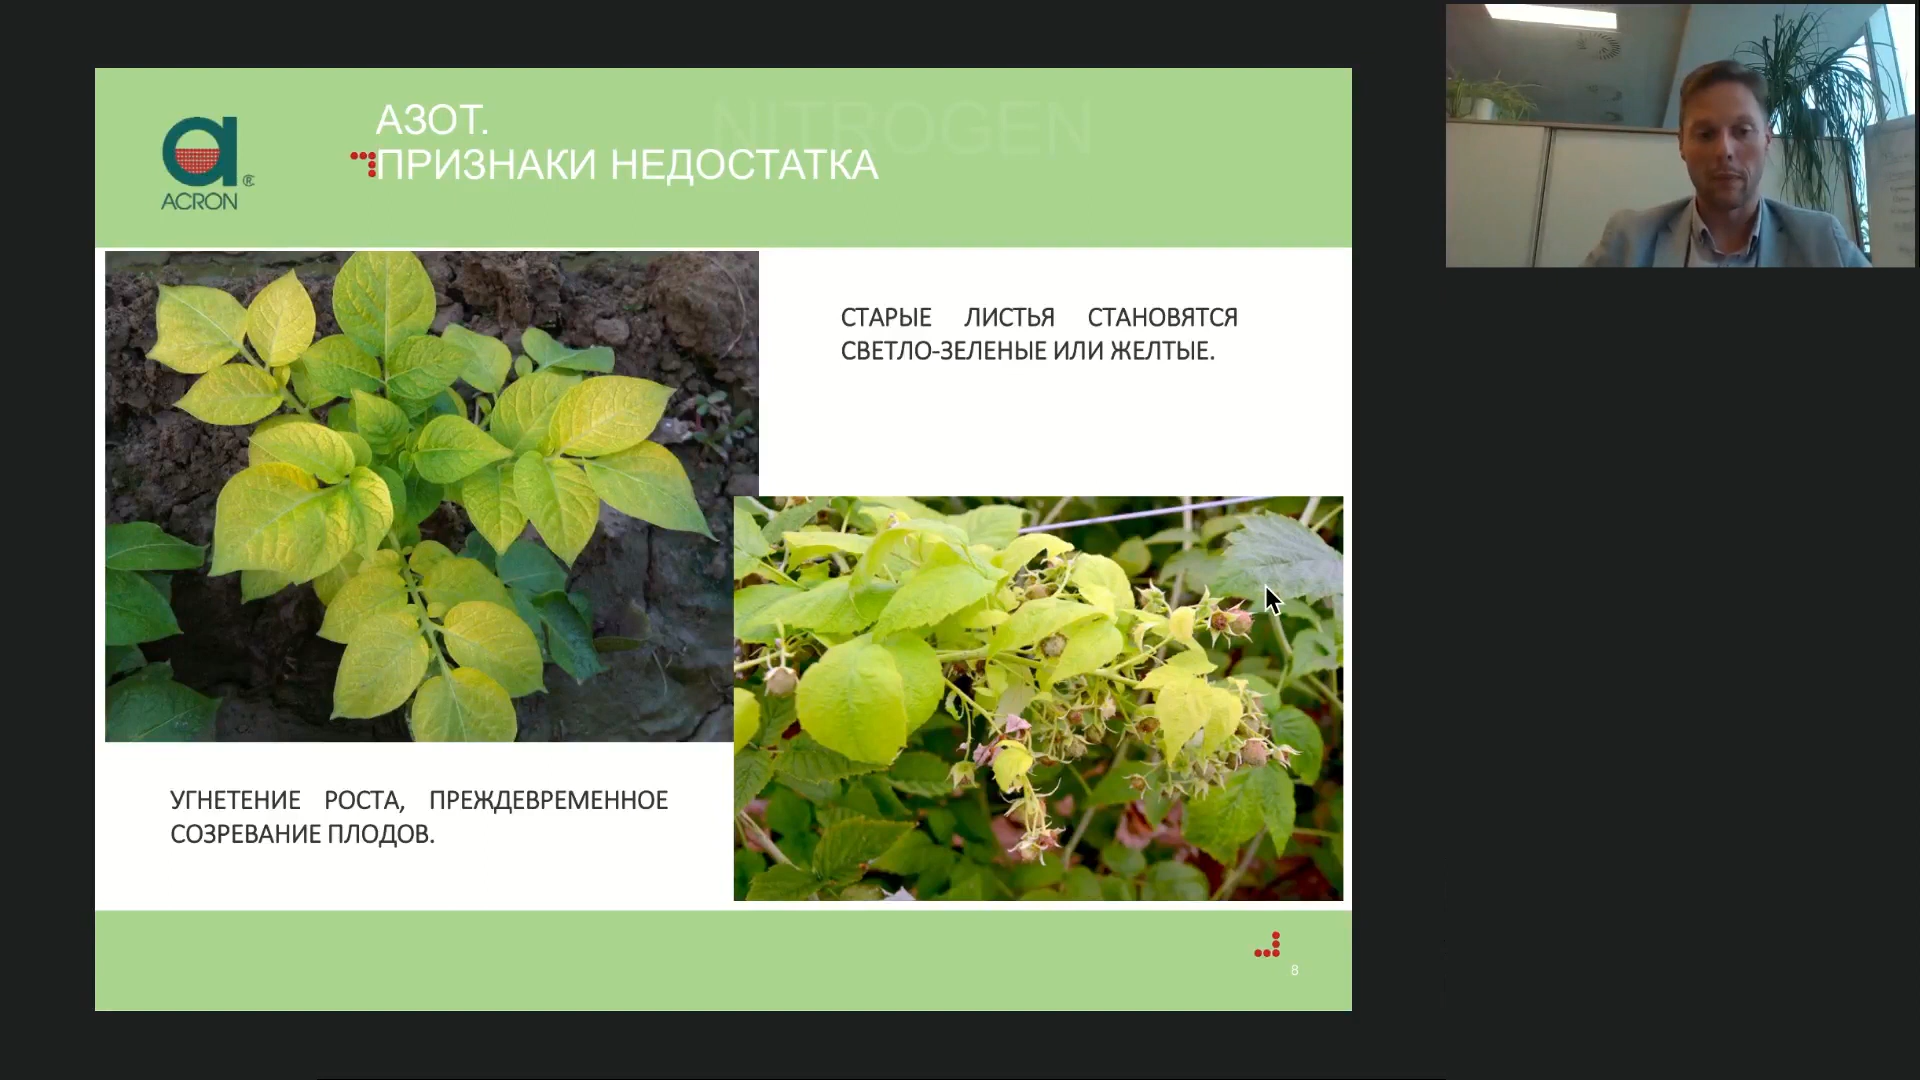 NITROGEN
АЗОТ.
ПРИЗНАКИ НЕДОСТАТКА
®
ACRON
СТАРЫЕ ЛИСТЬЯ СТАНОВЯТСЯ
СВЕТЛО-ЗЕЛЕНЫЕ ИЛИ ЖЕЛТЫЕ.
УГНЕТЕНИЕ РОСТА, ПРЕЖДЕВРЕМЕННОЕ
СОЗРЕВАНИЕ ПЛОДОВ.
8